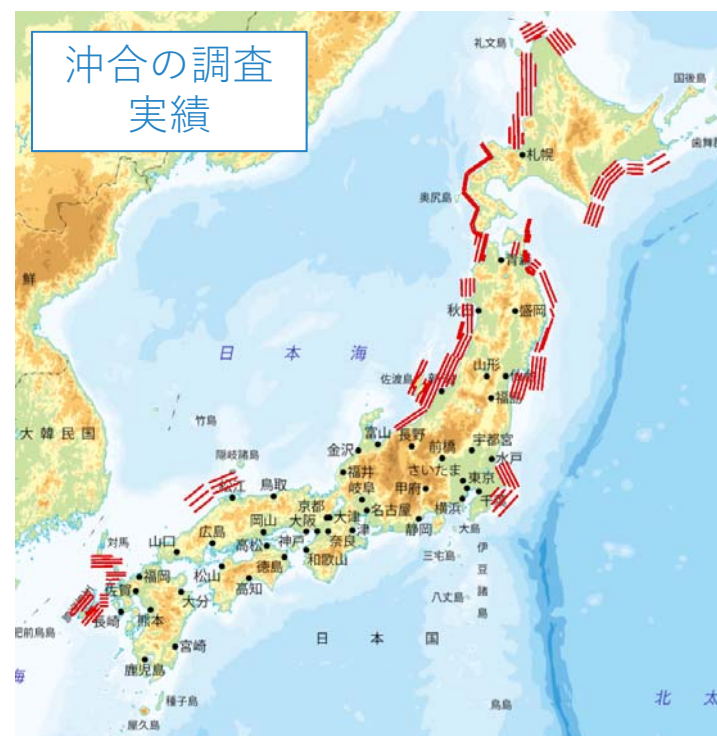 沖合の調査
実績
礼文島
国後島
歯舞群
札幌
奥尻島
青森
鮮
秋田
盛岡
日本海
山形
仙台
佐渡島
新潟
福島
竹島
大韓民国
富山
長野
宇都宮
金沢
前橋
水戸
隠岐諸島
福井
さいたま
東京
松江
鳥取
岐阜
甲府
千葉
京都
大津
名古屋
横浜
岡山
大阪
広島
津
静岡
大島
対馬
山口
高松
神戸
奈良
三宅島
伊豆諸島
福岡
松山
徳島
和歌山
佐賀
高知
大分
八丈島
長崎
熊本
肥前鳥島
日本国
宮崎
海
鹿児島
種子島
鳥島
北太
屋久島